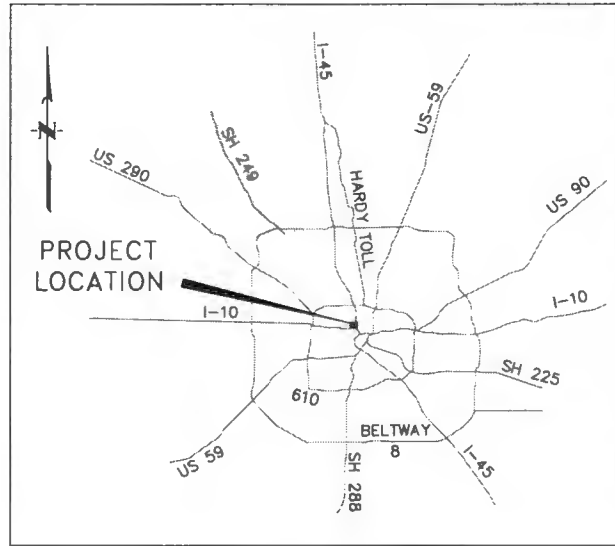 I-45
US-59
SH 249
US 290
HARDY TOLL
US 90
N
PROJECT
LOCATION
I-10
I-10
SH 225
610
BELTWAY
8
US 59
SH 288
I-45